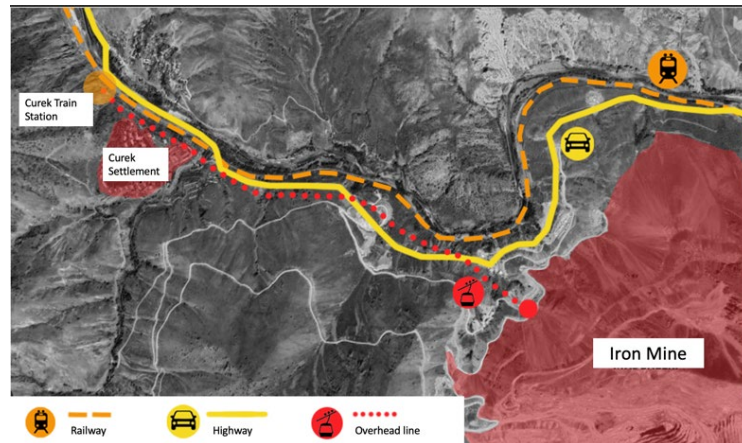 Curek Train
Station
Curek
Settlement
Iron Mine
Railway
Highway
Overhead line